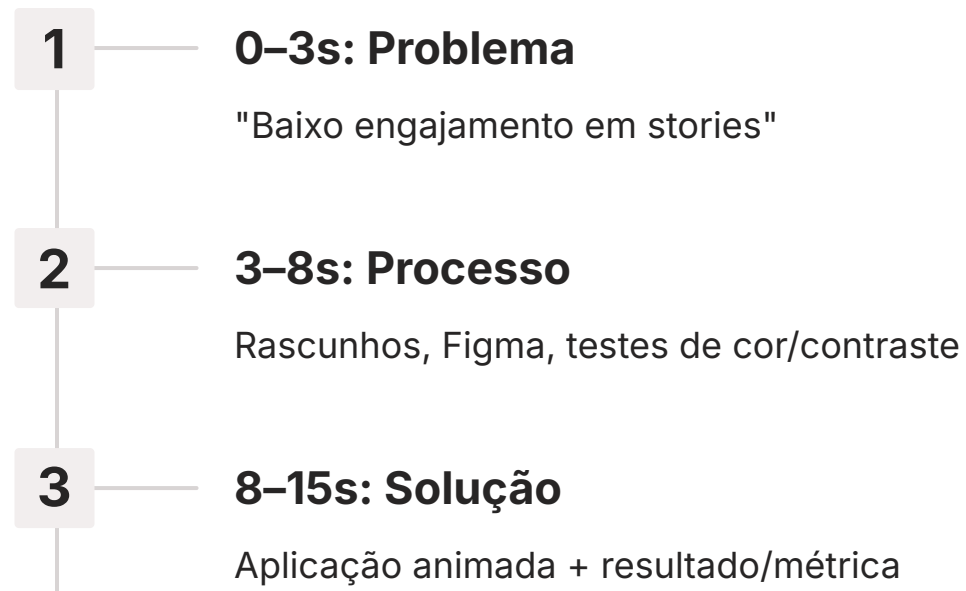 1
0–3s: Problema
"Baixo engajamento em stories"
2
3–8s: Processo
Rascunhos, Figma, testes de cor/contraste
3
8–15s: Solução
Aplicação animada + resultado/métrica